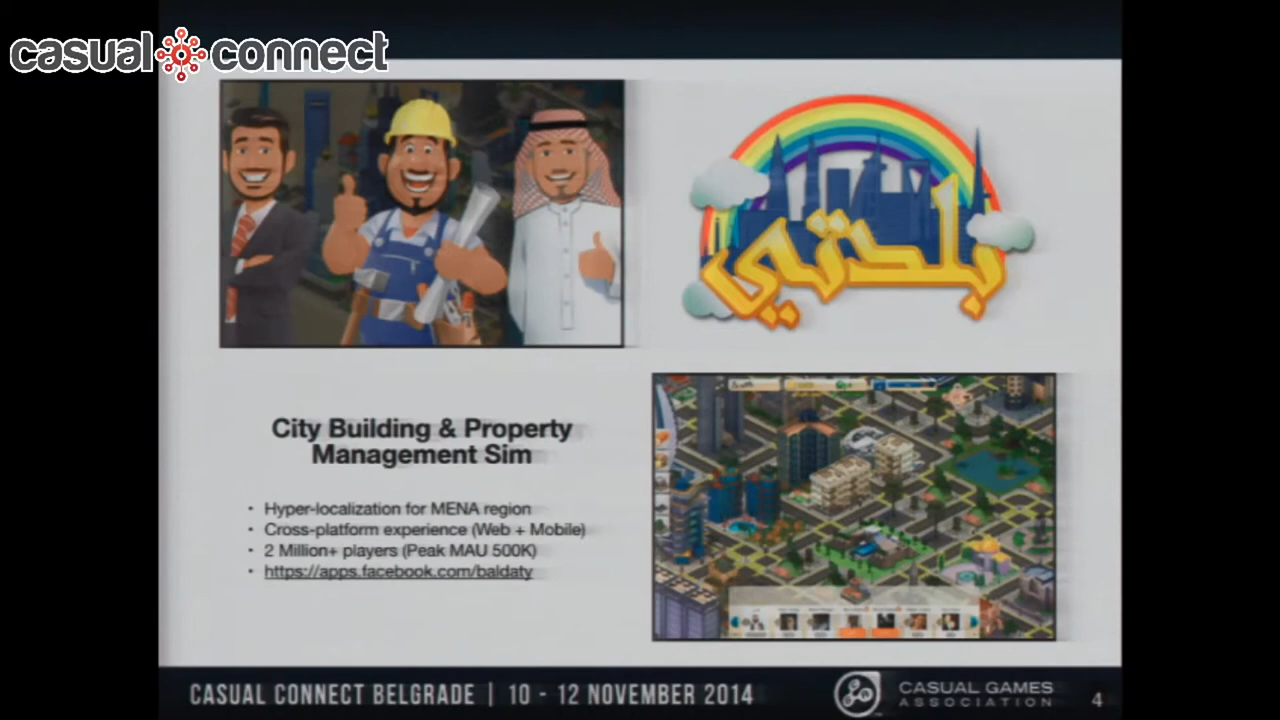 casual connect
بلدتي
City Building & Property
Management Sim
• Hyper-localization for MENA region
• Cross-platform experience (Web + Mobile)
• 2 Million+ players (Peak MAU 500K)
• https://apps.facebook.com/baldaty
CASUAL CONNECT BELGRADE | 10 - 12 NOVEMBER 2014
CASUAL GAMES
ASSOCIATION
4